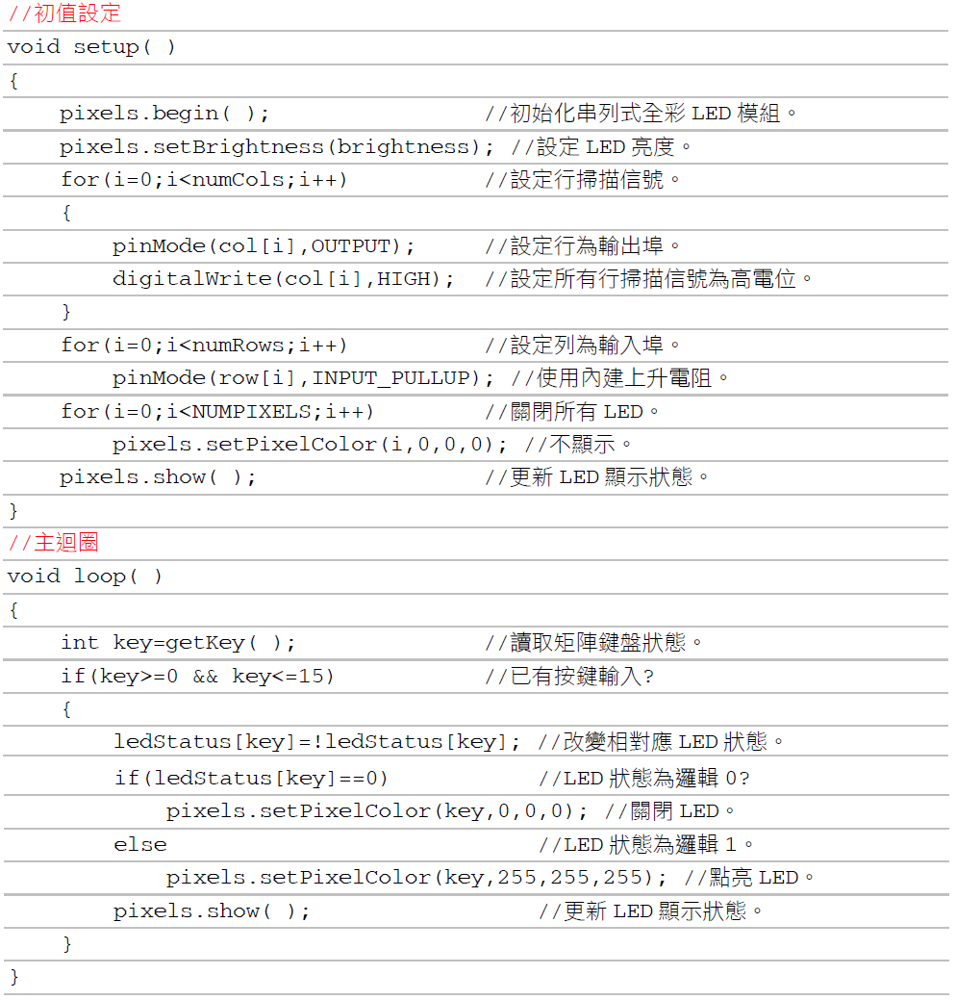 //初值設定
void setup( )
{
    pixels.begin( );                //初始化串列式全彩 LED 模組。
    pixels.setBrightness(brightness); //設定 LED 亮度。
    for(i=0;i<numCols;i++)          //設定行掃描信號。
    {
        pinMode(col[i],OUTPUT);     //設定行為輸出埠。
        digitalWrite(col[i],HIGH);  //設定所有行掃描信號為高電位。
    }
    for(i=0;i<numRows;i++)          //設定列為輸入埠。
        pinMode(row[i],INPUT_PULLUP); //使用內建上升電阻。
    for(i=0;i<NUMPIXELS;i++)        //關閉所有 LED。
        pixels.setPixelColor(i,0,0,0); //不顯示。
    pixels.show( );                 //更新 LED 顯示狀態。
}
//主迴圈
void loop( )
{
    int key=getKey( );              //讀取矩陣鍵盤狀態。
    if(key>=0 && key<=15)           //已有按鍵輸入?
    {
        ledStatus[key]=!ledStatus[key]; //改變相對應 LED 狀態。
        if(ledStatus[key]==0)           //LED 狀態為邏輯 0?
            pixels.setPixelColor(key,0,0,0); //關閉 LED。
        else                            //LED 狀態為邏輯 1。
            pixels.setPixelColor(key,255,255,255); //點亮 LED。
        pixels.show( );                 //更新 LED 顯示狀態。
    }
}